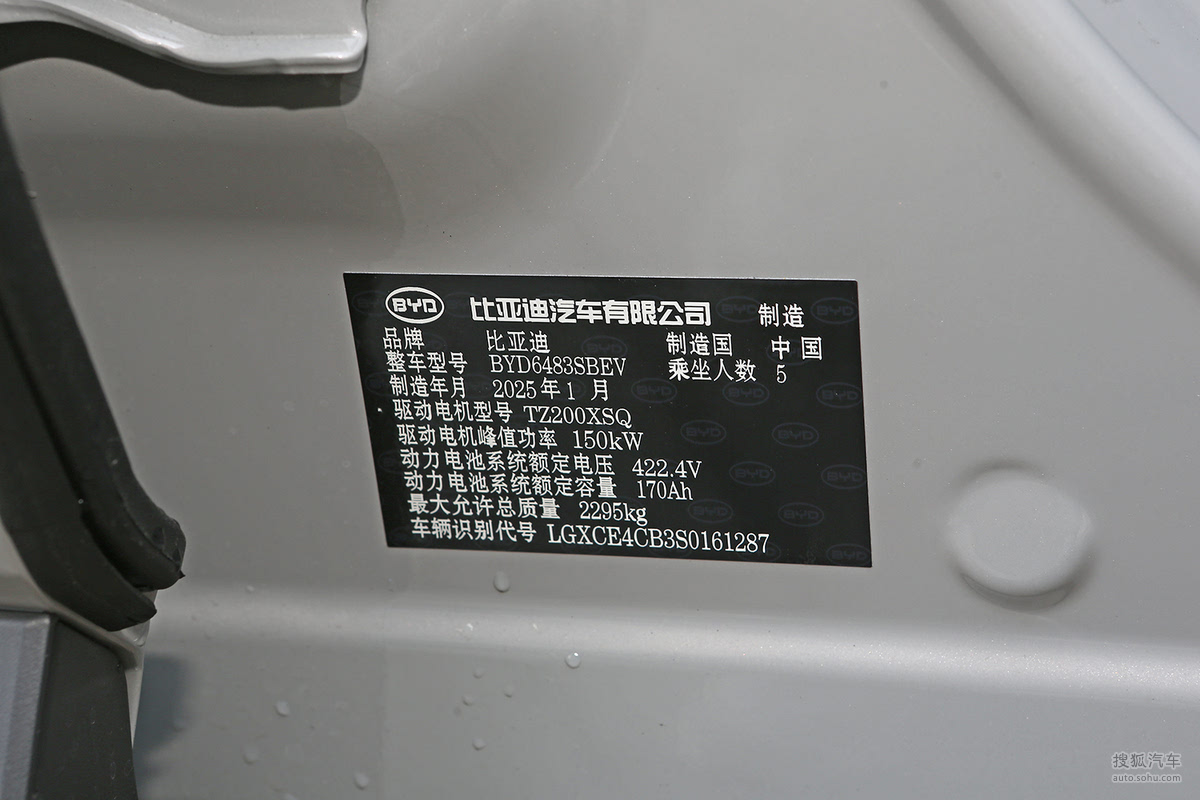 BYD 比亚迪汽车有限公司 制造
品牌 比亚迪 制造国 中国
整车型号 BYD6483SBEV 乘坐人数 5
制造年月 2025年1月
驱动电机型号 TZ200XSQ
驱动电机峰值功率 150kW
动力电池系统额定电压 422.4V
动力电池系统额定容量 170Ah
最大允许总质量 2295kg
车辆识别代号 LGXCE4CB3S0161287
搜狐汽车
auto.sohu.com